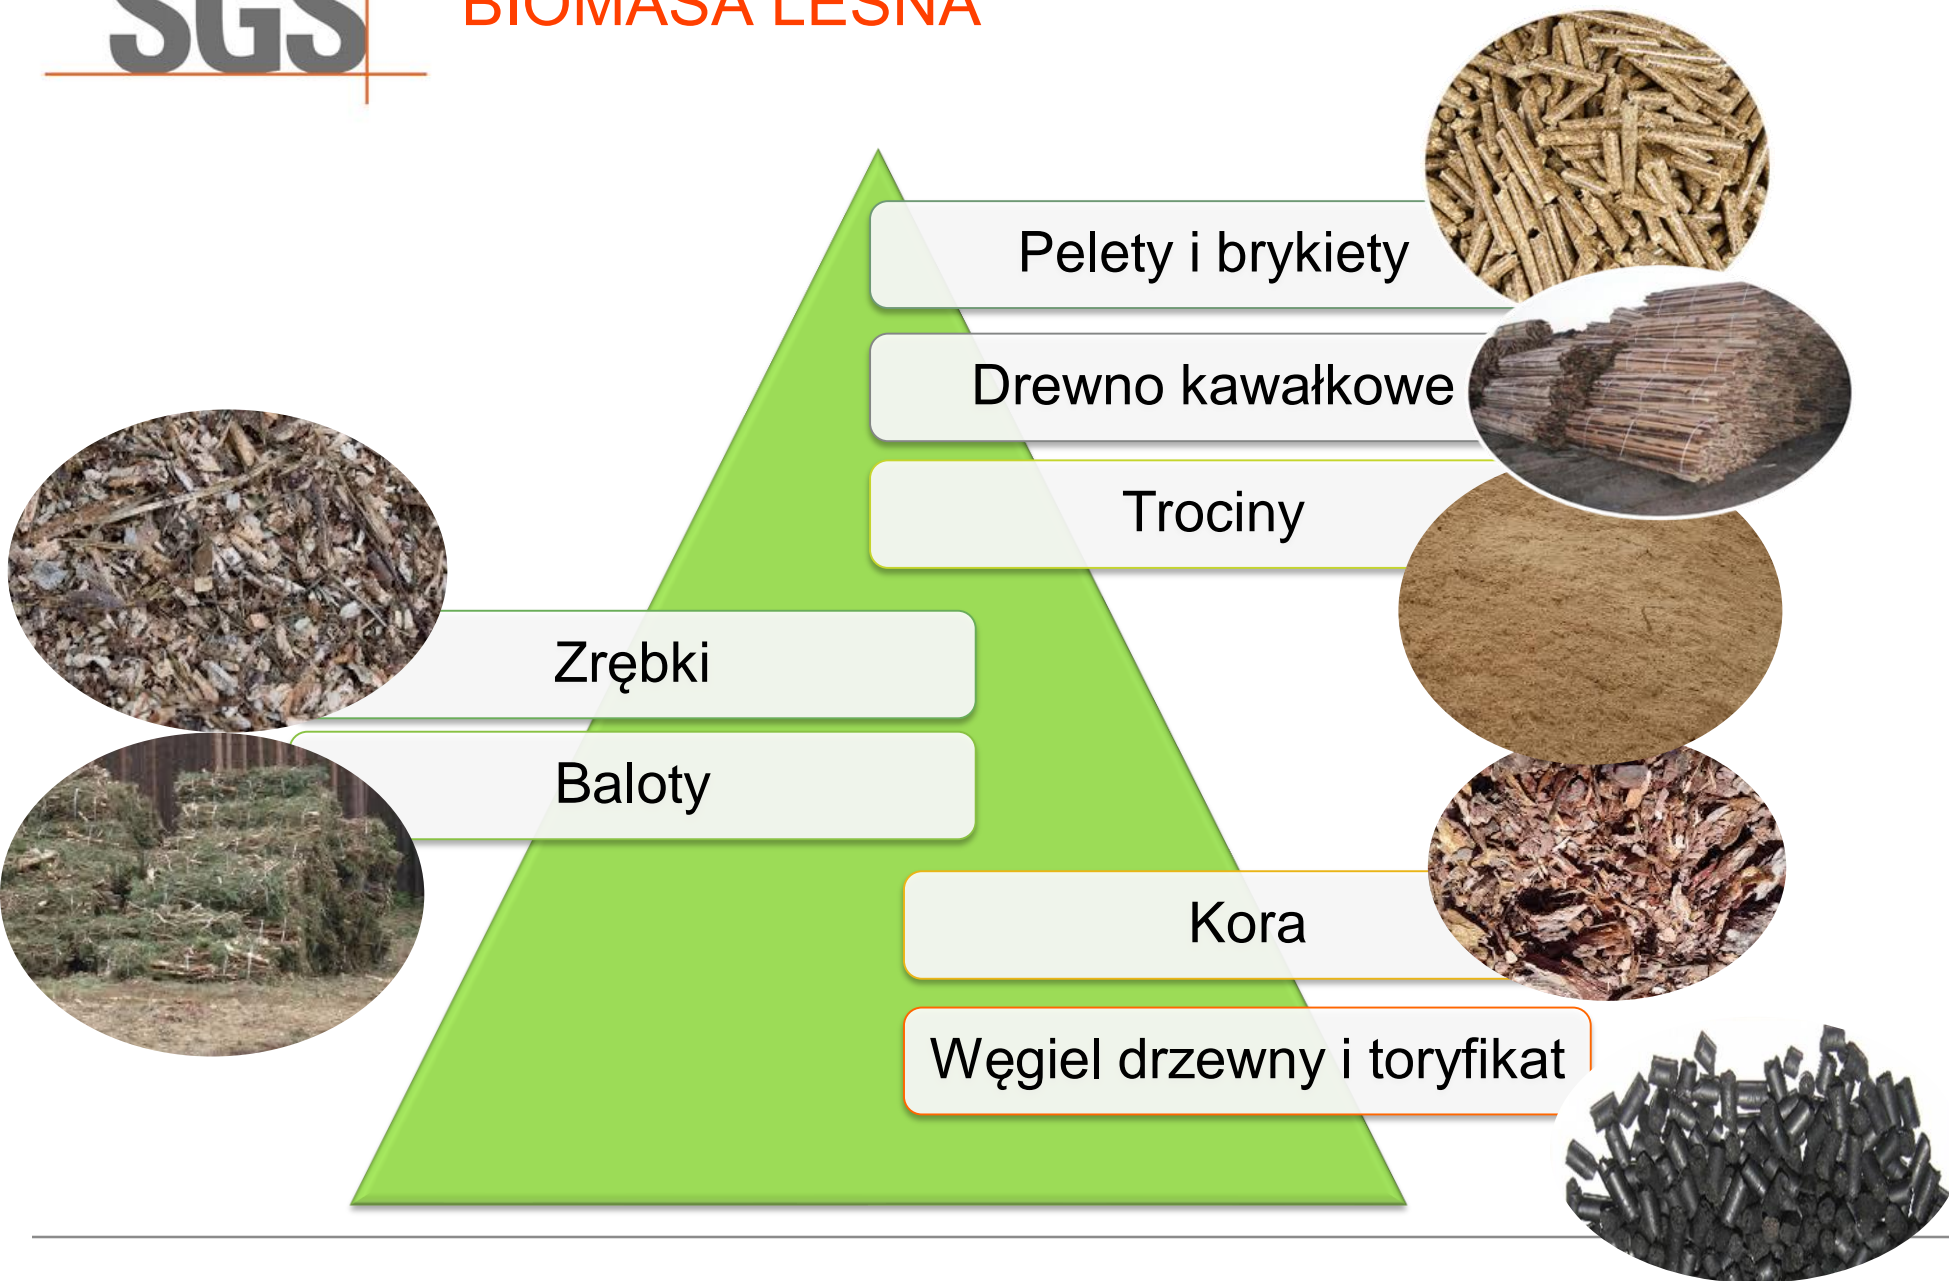 SGS
BIOMASA LEŚNA
Pelety i brykiety
Drewno kawałkowe
Trociny
Zrębki
Baloty
Kora
Węgiel drzewny i toryfikat